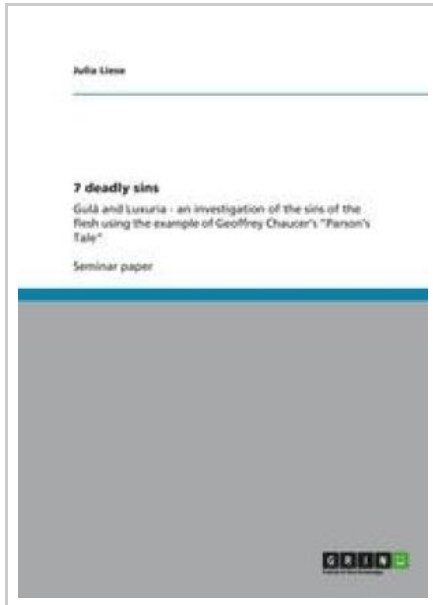 Julia Liese
7 deadly sins
Gulà and Luxuria - an investigation of the sins of the
flesh using the example of Geoffrey Chaucer's "Parson's
Tale"
Seminar paper
GRIN